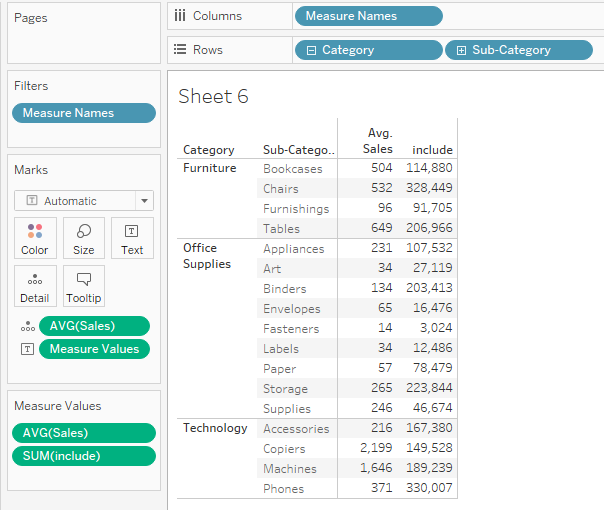 Pages
Columns
Measure Names
Rows
Category
Sub-Category
Filters
Measure Names
Marks
Automatic
Color
Size
Text
Detail
Tooltip
AVG(Sales)
Measure Values
Measure Values
AVG(Sales)
SUM(include)
Sheet 6
Avg.
Category Sub-Catego.. Sales include
Furniture Bookcases 504 114,880
Chairs 532 328,449
Furnishings 96 91,705
Tables 649 206,966
Office Appliances 231 107,532
Supplies Art 34 27,119
Binders 134 203,413
Envelopes 65 16,476
Fasteners 14 3,024
Labels 34 12,486
Paper 57 78,479
Storage 265 223,844
Supplies 246 46,674
Technology Accessories 216 167,380
Copiers 2,199 149,528
Machines 1,646 189,239
Phones 371 330,007